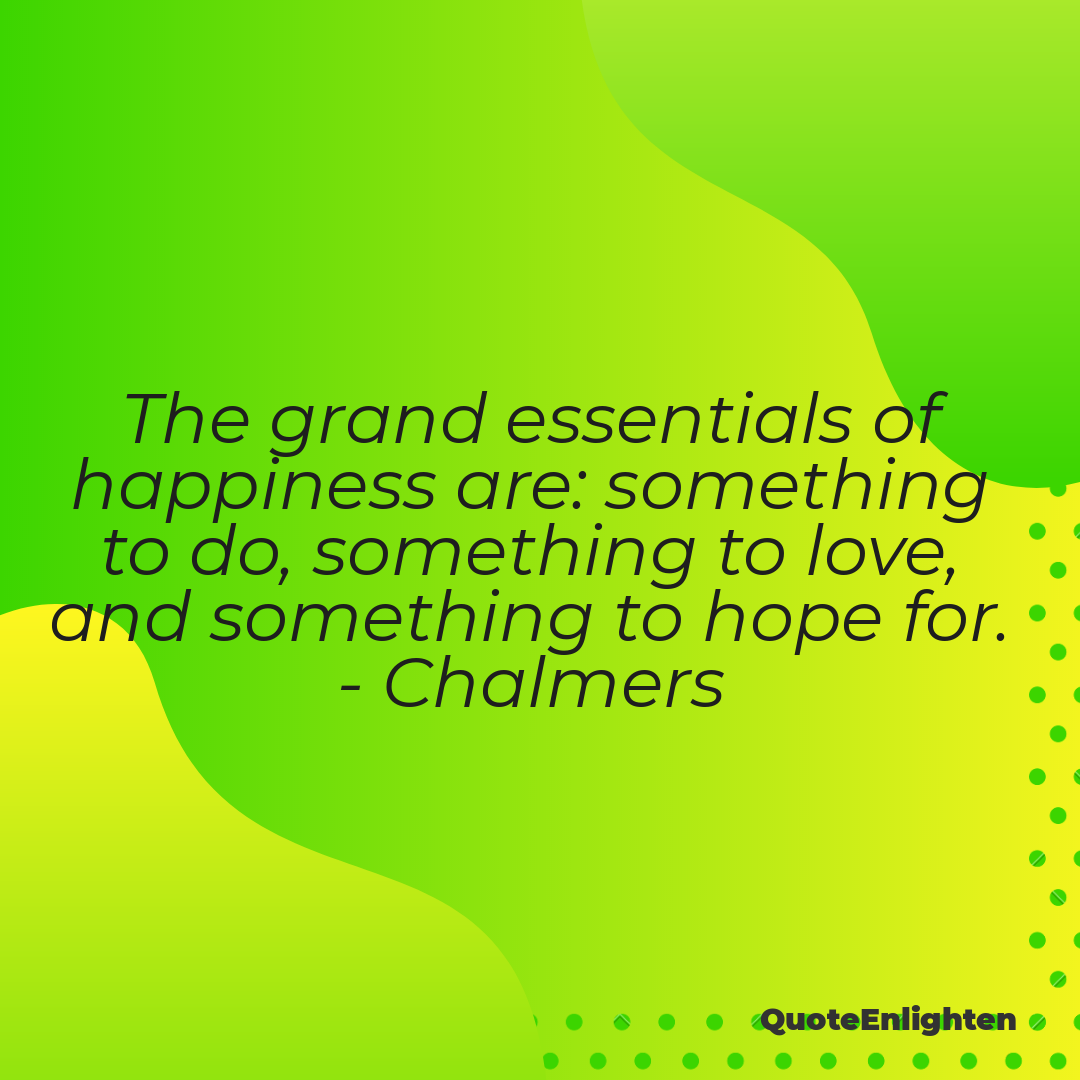 The grand essentials of
happiness are: something
to do, something to love,
and something to hope for.
- Chalmers
QuoteEnlighten